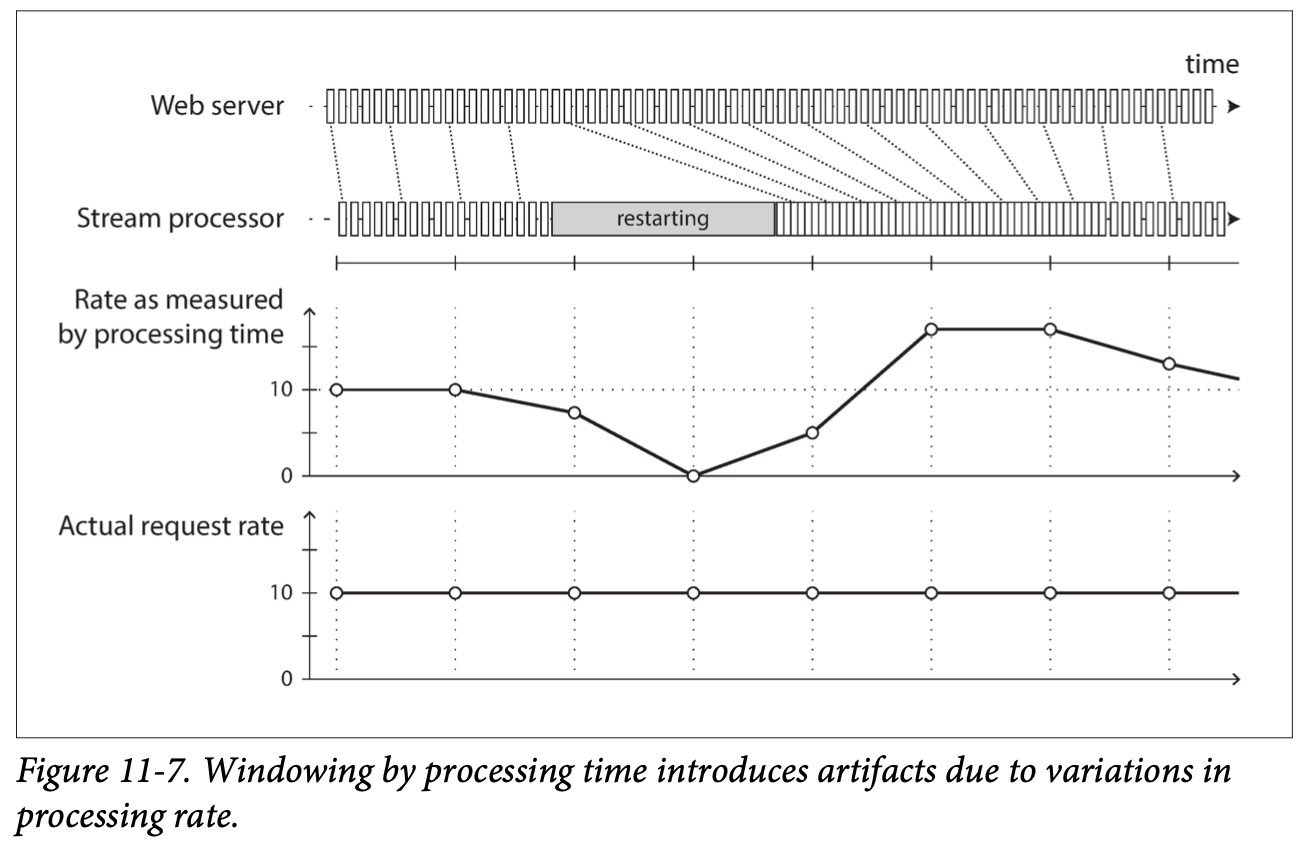 time
Web server
Stream processor
restarting
Rate as measured
by processing time
10
0
Actual request rate
10
0
Figure 11-7. Windowing by processing time introduces artifacts due to variations in
processing rate.